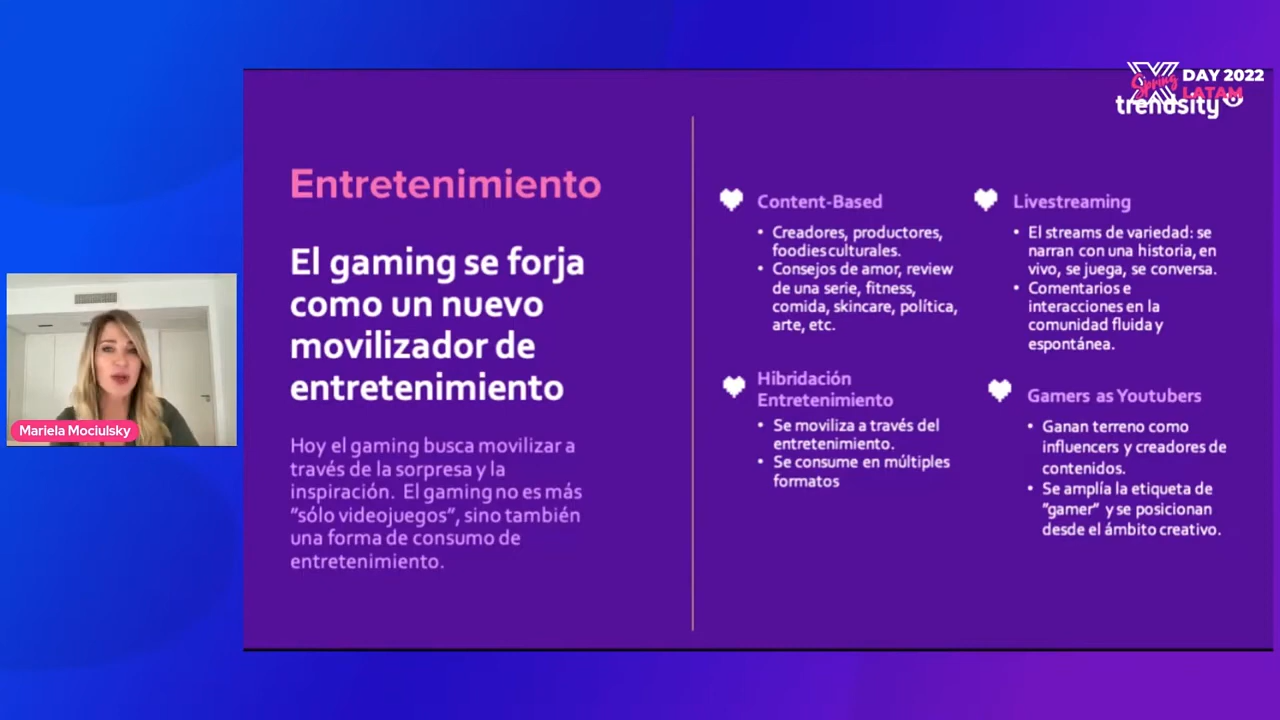 DAY 2022
Spring
LATAM
trendsity
Entretenimiento
El gaming se forja
como un nuevo
movilizador de
entretenimiento
Hoy el gaming busca movilizar a
través de la sorpresa y la
inspiración. El gaming no es más
"sólo videojuegos", sino también
una forma de consumo de
entretenimiento.
Content-Based
• Creadores, productores,
foodies culturales.
• Consejos de amor, review
de una serie, fitness,
comida, skincare, política,
arte, etc.
Livestreaming
• El streams de variedad: se
narran con una historia, en
vivo, se juega, se conversa.
• Comentarios e
interacciones en la
comunidad fluida y
espontánea.
Hibridación
Entretenimiento
• Se moviliza a través del
entretenimiento.
• Se consume en múltiples
formatos
Gamers as Youtubers
• Ganan terreno como
influencers y creadores de
contenidos.
• Se amplía la etiqueta de
"gamer" y se posicionan
desde el ámbito creativo.
Mariela Mociulsky